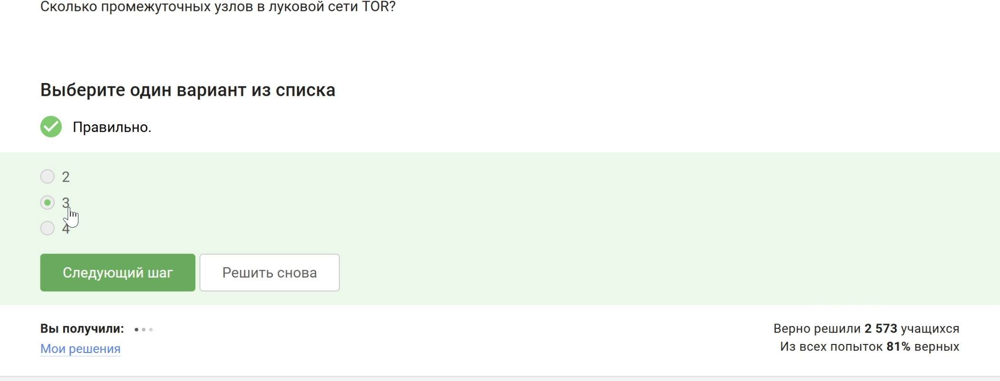 Сколько промежуточных узлов в луковой сети TOR?
Выберите один вариант из списка
Правильно.
2
3
4
Следующий шаг
Решить снова
Вы получили:
Мои решения
Верно решили 2 573 учащихся
Из всех попыток 81% верных